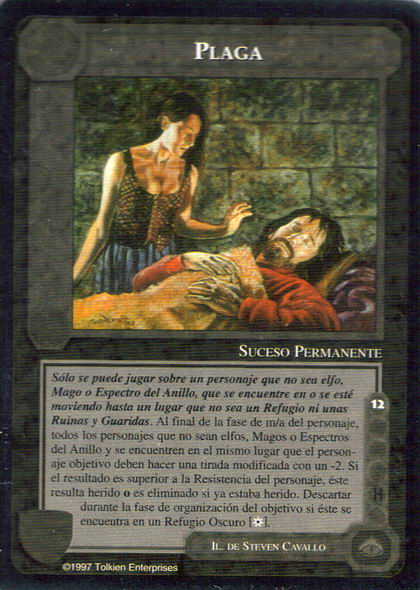 PLAGA
SUCESO PERMANENTE
Sólo se puede jugar sobre un personaje que no sea elfo,
Mago o Espectro del Anillo, que se encuentre en o se esté
moviendo hasta un lugar que no sea un Refugio ni unas
Ruinas y Guaridas. Al final de la fase de m/a del personaje,
todos los personajes que no sean elfos, Magos o Espectros
del Anillo y se encuentren en el mismo lugar que el person-
aje objetivo deben hacer una tirada modificada con un -2. Si
el resultado es superior a la Resistencia del personaje, éste
resulta herido o es eliminado si ya estaba herido. Descartar
durante la fase de organización del objetivo si éste se
encuentra en un Refugio Oscuro [].
12
H
IL. DE STEVEN CAVALLO
©1997 Tolkien Enterprises